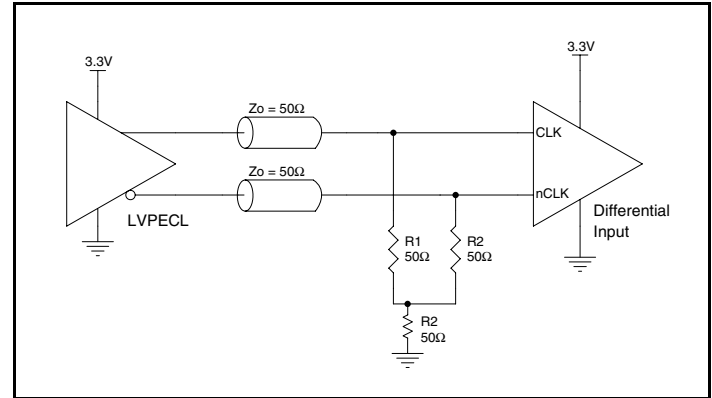 3.3V
3.3V
Zo = 50Ω
CLK
Zo = 50Ω
nCLK
LVPECL
Differential
Input
R1
50Ω
R2
50Ω
R2
50Ω